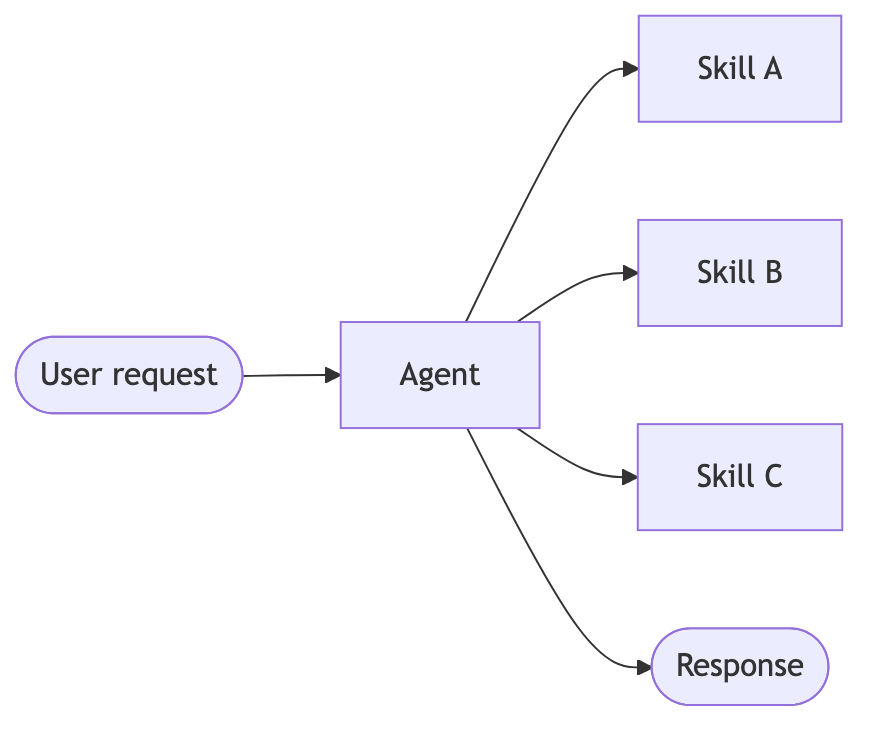 Skill A
Skill B
User request
Agent
Skill C
Response